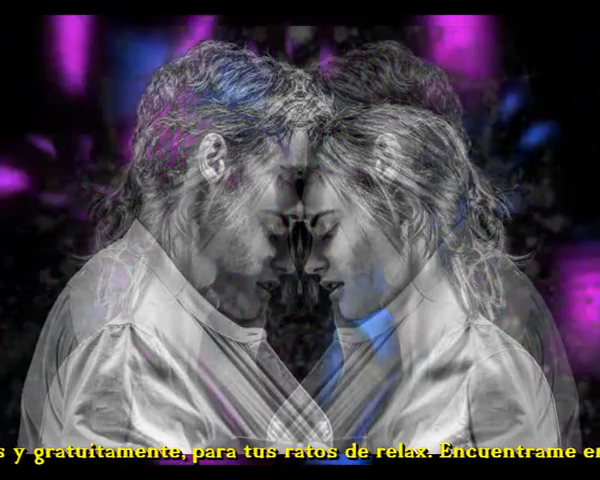 s y gratuitamente, para tus ratos de relax. Encuentrame en